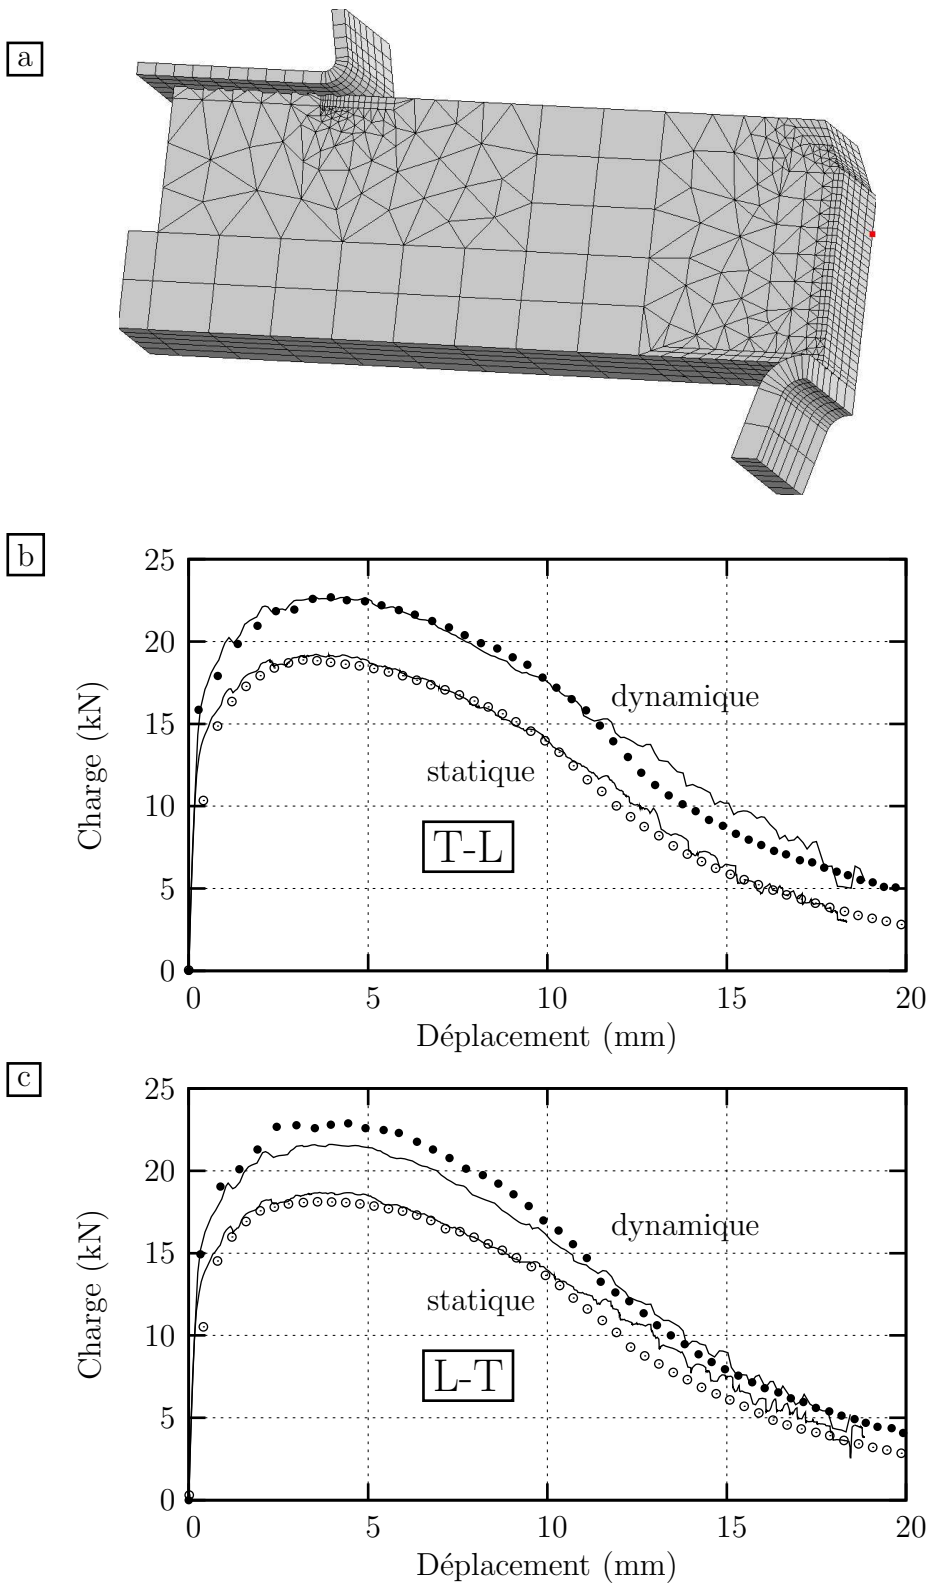 a
b
25
20
15
10
5
0
Charge (kN)
dynamique
statique
T-L
0 5 10 15 20
Déplacement (mm)
c
25
20
15
10
5
0
Charge (kN)
dynamique
statique
L-T
0 5 10 15 20
Déplacement (mm)